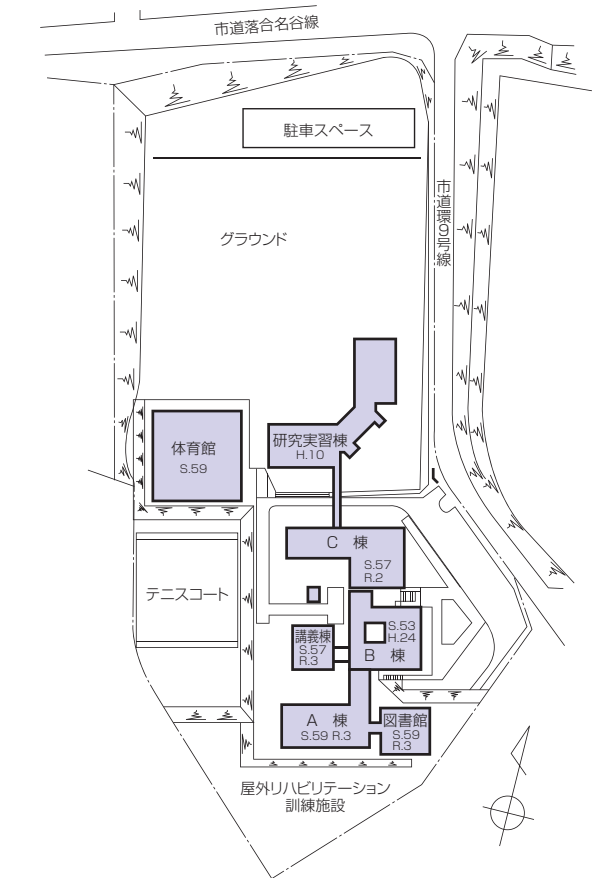 市道落合名谷線
駐車スペース
市道環9号線
グラウンド
研究実習棟
H.10
体育館
S.59
C 棟
S.57
R.2
テニスコート
S.53
H.24
B 棟
講義棟
S.57
R.3
A 棟
S.59 R.3
図書館
S.59
R.3
屋外リハビリテーション
訓練施設